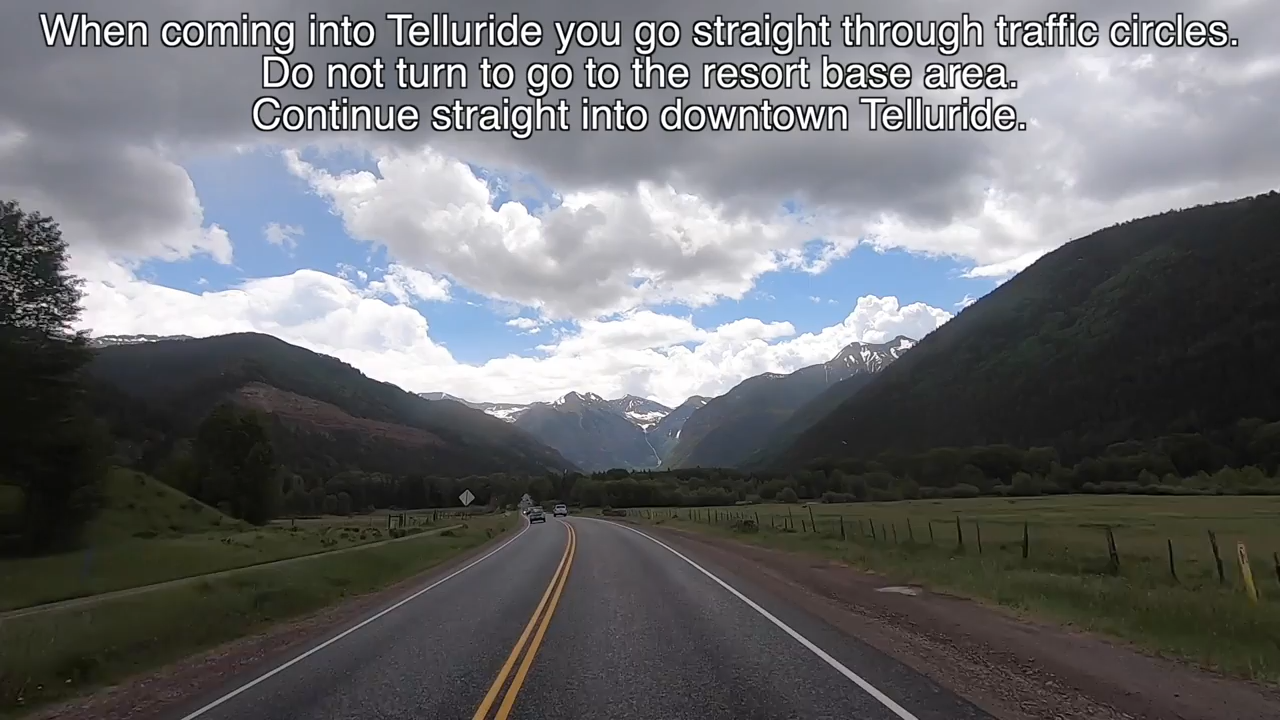 When coming into Telluride you go straight through traffic circles.
Do not turn to go to the resort base area.
Continue straight into downtown Telluride.